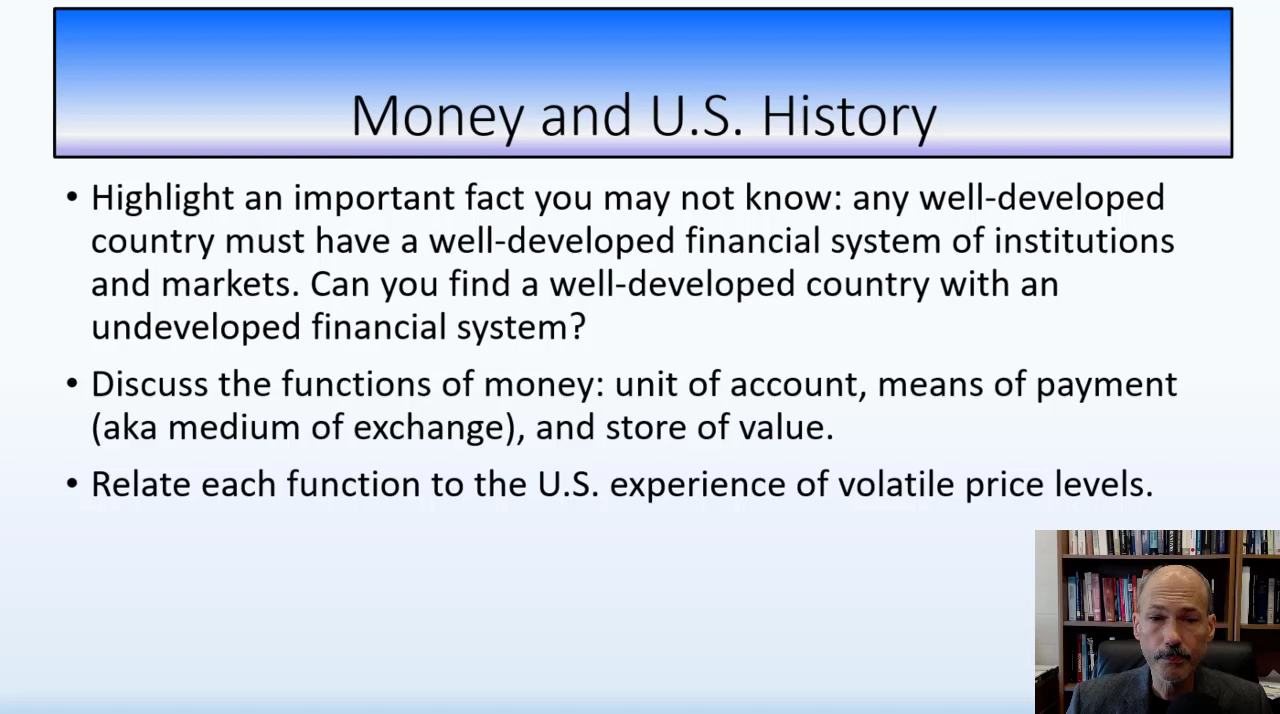 Money and U.S. History
• Highlight an important fact you may not know: any well-developed
country must have a well-developed financial system of institutions
and markets. Can you find a well-developed country with an
undeveloped financial system?
• Discuss the functions of money: unit of account, means of payment
(aka medium of exchange), and store of value.
• Relate each function to the U.S. experience of volatile price levels.